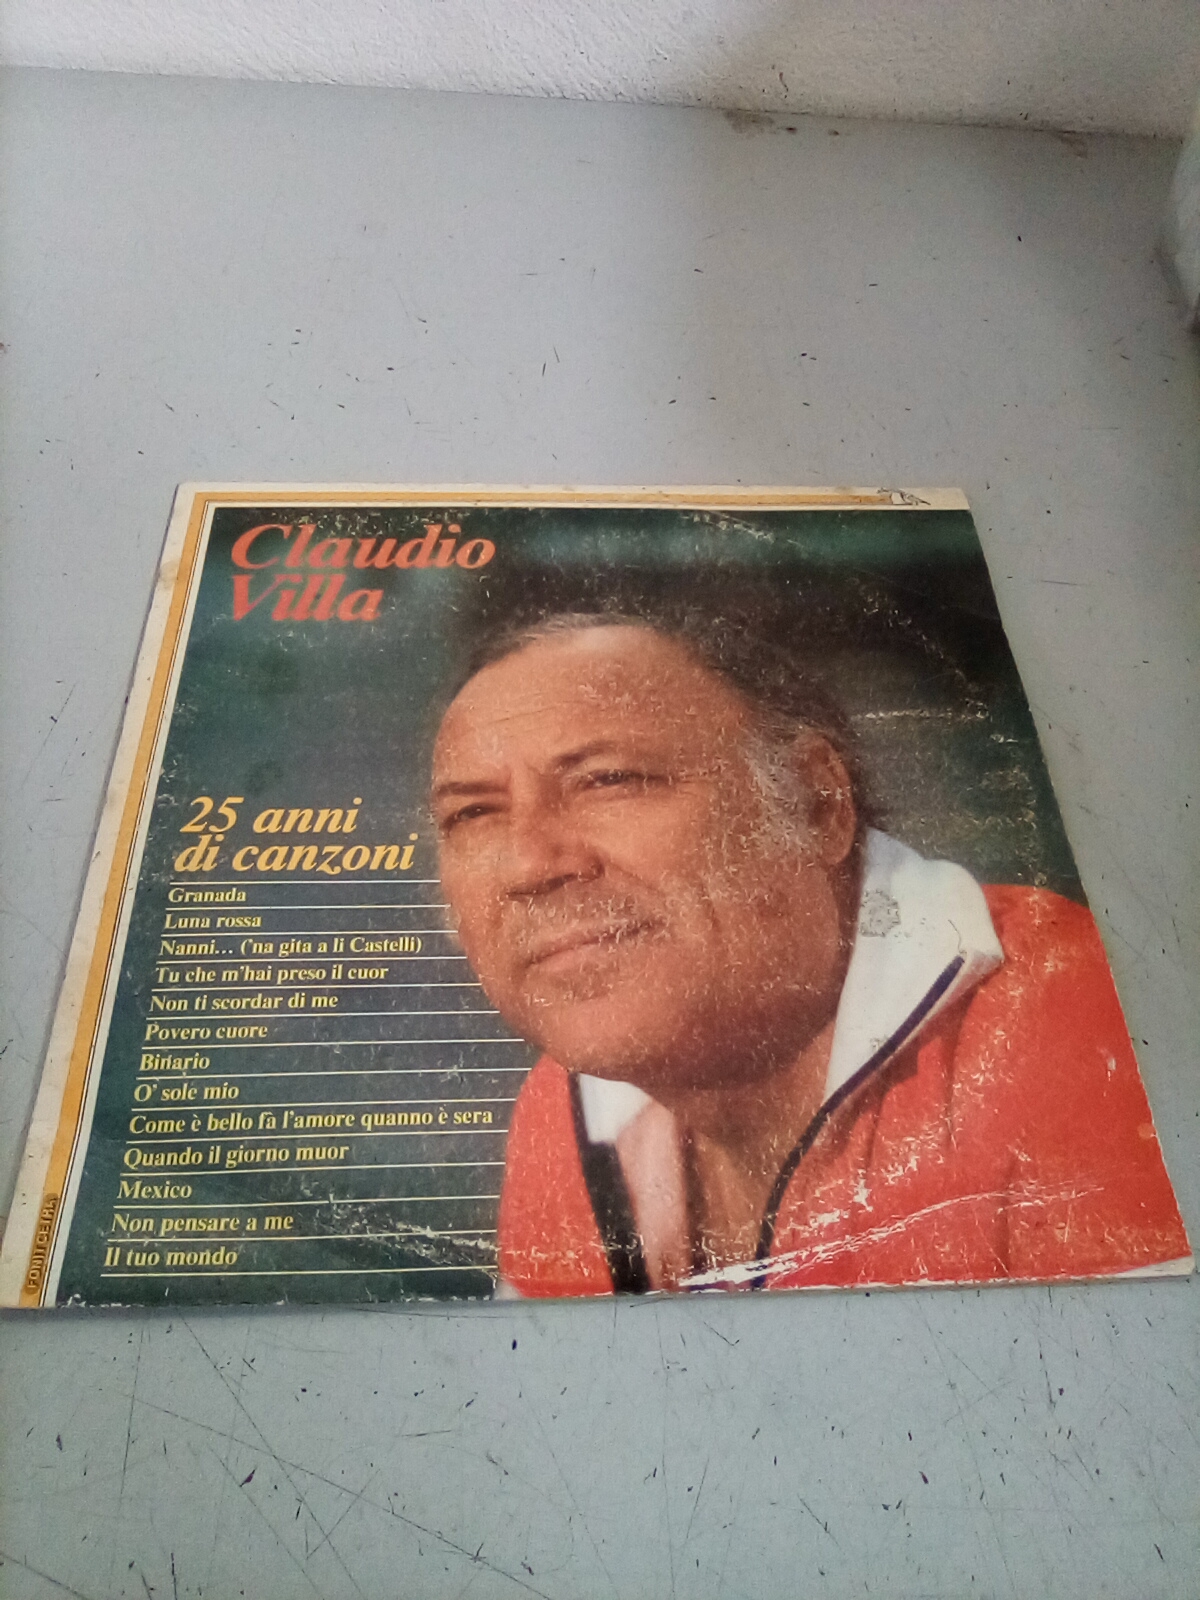 Claudio
Villa
25 anni
di canzoni
Granada
Luna rossa
Nanni... ('na gita a li Castelli)
Tu che m'hai preso il cuor
Non ti scordar di me
Povero cuore
Binario
O' sole mio
Come è bello fà l'amore quanno è sera
Quando il giorno muor
Mexico
Non pensare a me
Il tuo mondo
FONIT CETRA